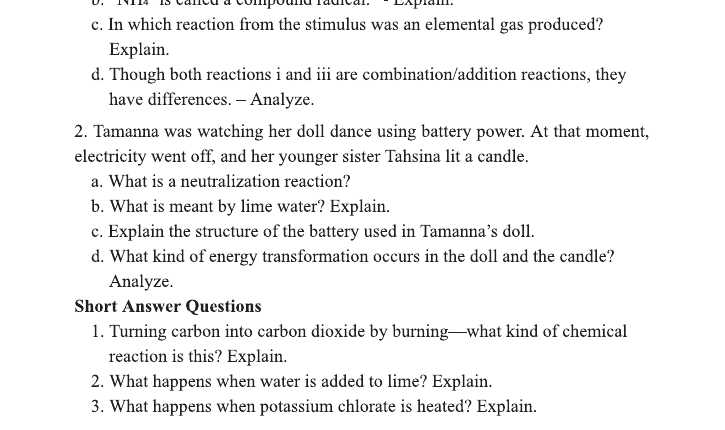 b. "NH₄" is called a compound radical." - Explain.
c. In which reaction from the stimulus was an elemental gas produced?
Explain.
d. Though both reactions i and iii are combination/addition reactions, they
have differences. – Analyze.
2. Tamanna was watching her doll dance using battery power. At that moment,
electricity went off, and her younger sister Tahsina lit a candle.
a. What is a neutralization reaction?
b. What is meant by lime water? Explain.
c. Explain the structure of the battery used in Tamanna’s doll.
d. What kind of energy transformation occurs in the doll and the candle?
Analyze.
Short Answer Questions
1. Turning carbon into carbon dioxide by burning—what kind of chemical
reaction is this? Explain.
2. What happens when water is added to lime? Explain.
3. What happens when potassium chlorate is heated? Explain.